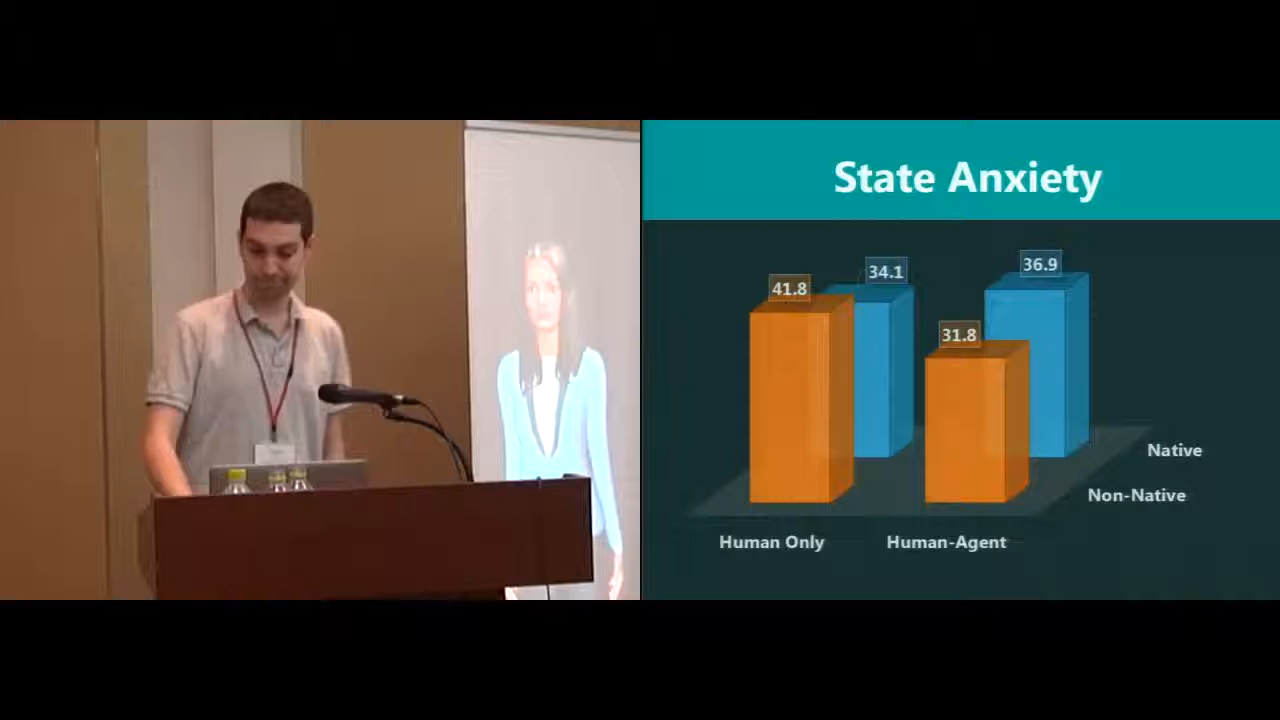 State Anxiety
41.8
34.1
31.8
36.9
Native
Non-Native
Human Only
Human-Agent